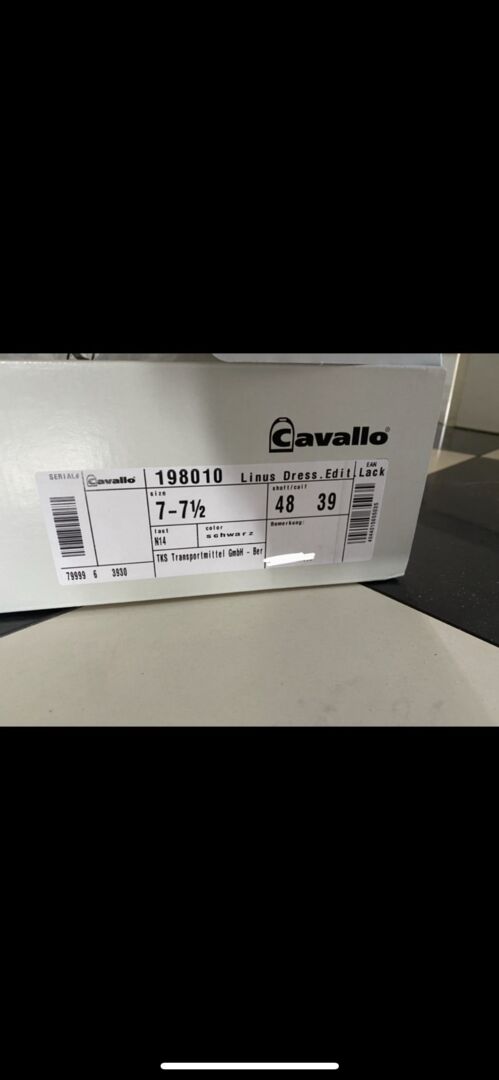 Cavallo®
SERIAL# Cavallo® 198010 Linus Dress.Edit.Lack
EAN
size
7-7½
shaft/calf
48 39
last
N14
color
schwarz
Bemerkung:
TKS Transportmittel GmbH - Ber
79999 6 3930